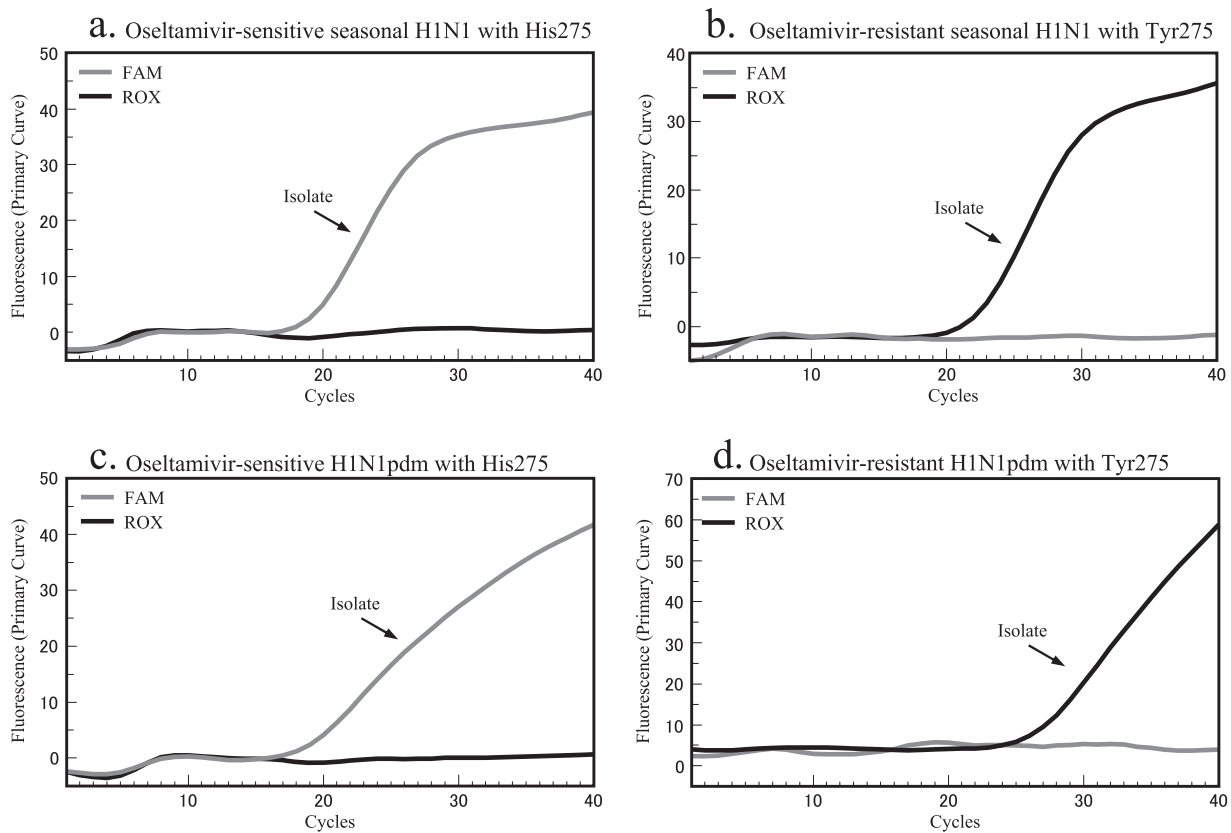 a. Oseltamivir-sensitive seasonal H1N1 with His275
50
40
30
20
10
0
Fluorescence (Primary Curve)
FAM
ROX
Isolate
10 20 30 40
Cycles
b. Oseltamivir-resistant seasonal H1N1 with Tyr275
40
30
20
10
0
Fluorescence (Primary Curve)
FAM
ROX
Isolate
10 20 30 40
Cycles
c. Oseltamivir-sensitive H1N1pdm with His275
50
40
30
20
10
0
Fluorescence (Primary Curve)
FAM
ROX
Isolate
10 20 30 40
Cycles
d. Oseltamivir-resistant H1N1pdm with Tyr275
70
60
50
40
30
20
10
0
Fluorescence (Primary Curve)
FAM
ROX
Isolate
10 20 30 40
Cycles